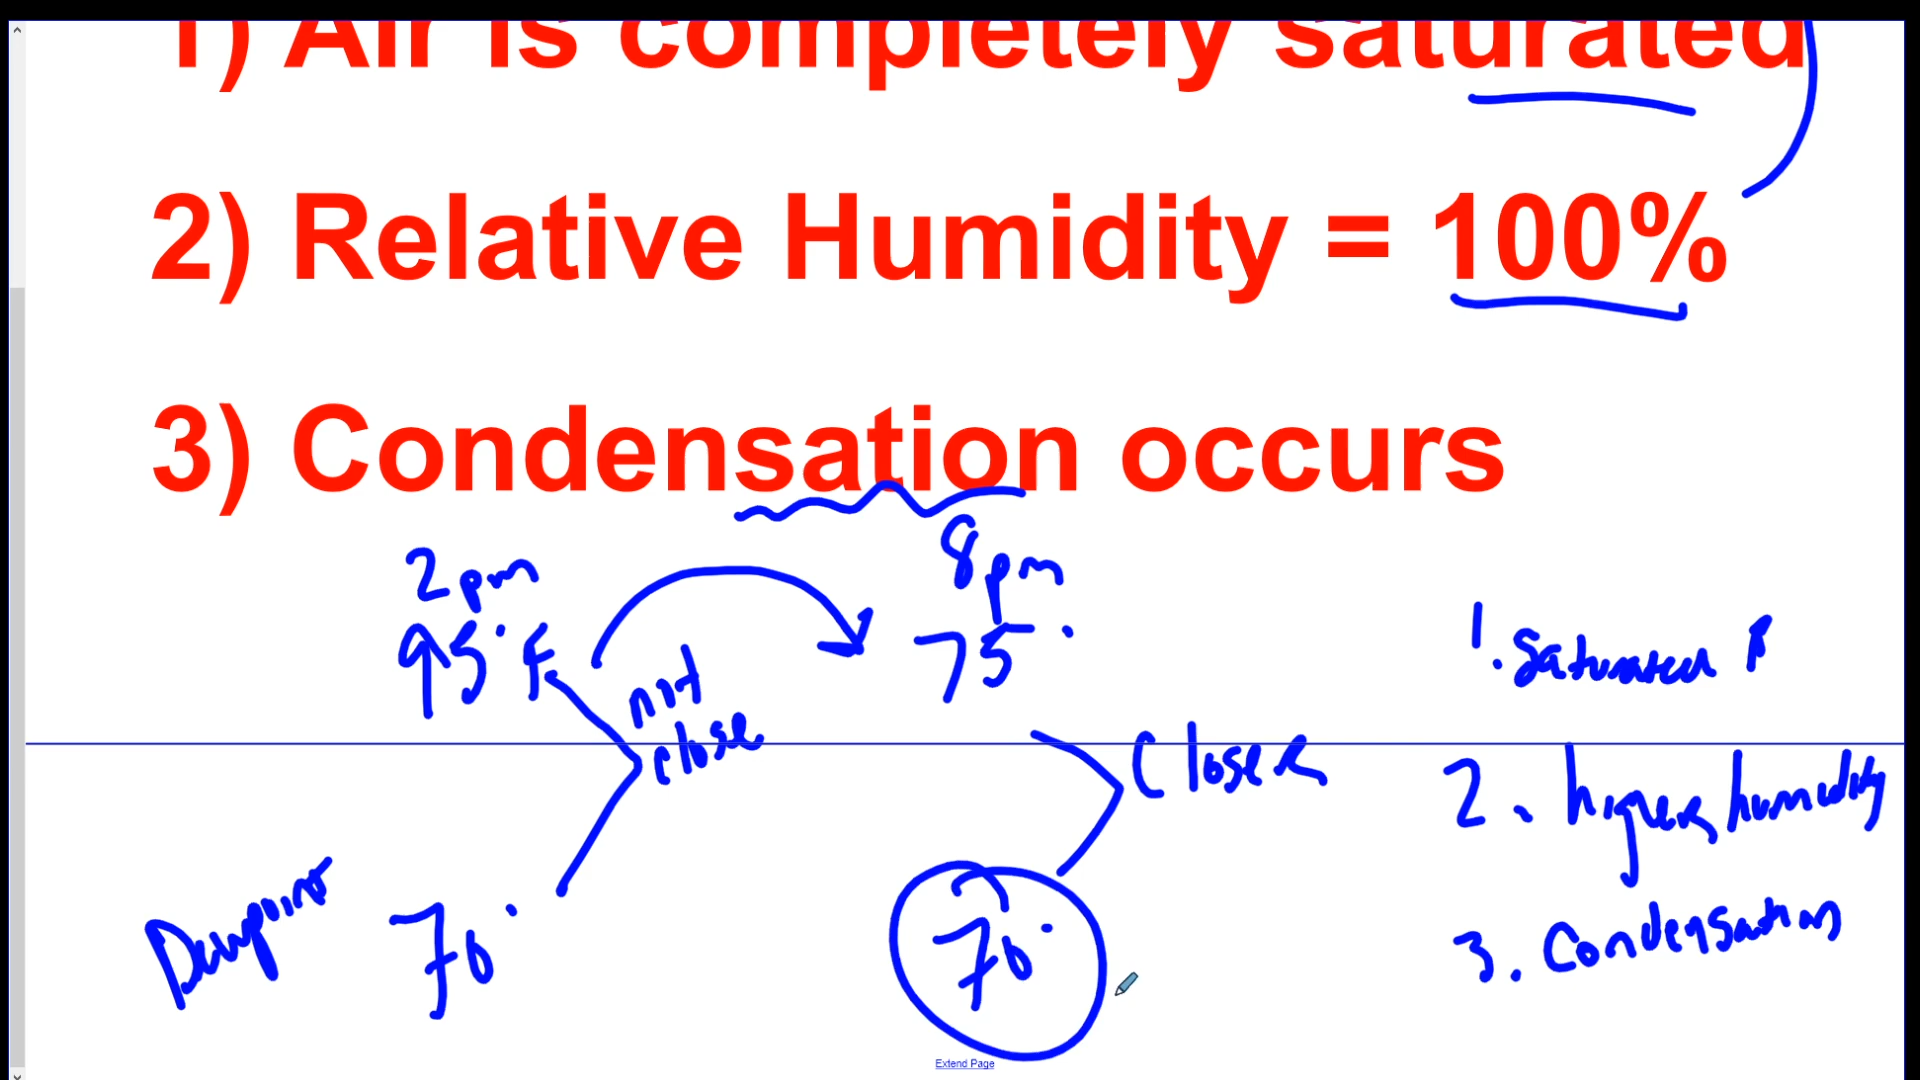 1) Air is completely saturated
2) Relative Humidity = 100%
3) Condensation occurs
2pm
8pm
95°F
75°
not
close
Closer
Dewpoint
70°
70°
1. Saturated
2. higher humidity
3. Condensation
Extend Page